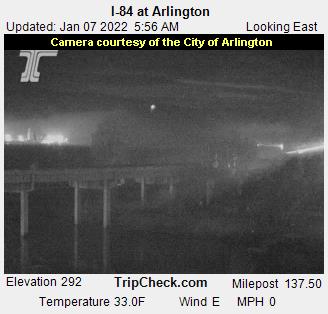 I-84 at Arlington
Updated: Jan 07 2022 5:56 AM Looking East
Camera courtesy of the City of Arlington
Elevation 292 TripCheck.com Milepost 137.50
Temperature 33.0F Wind E MPH 0